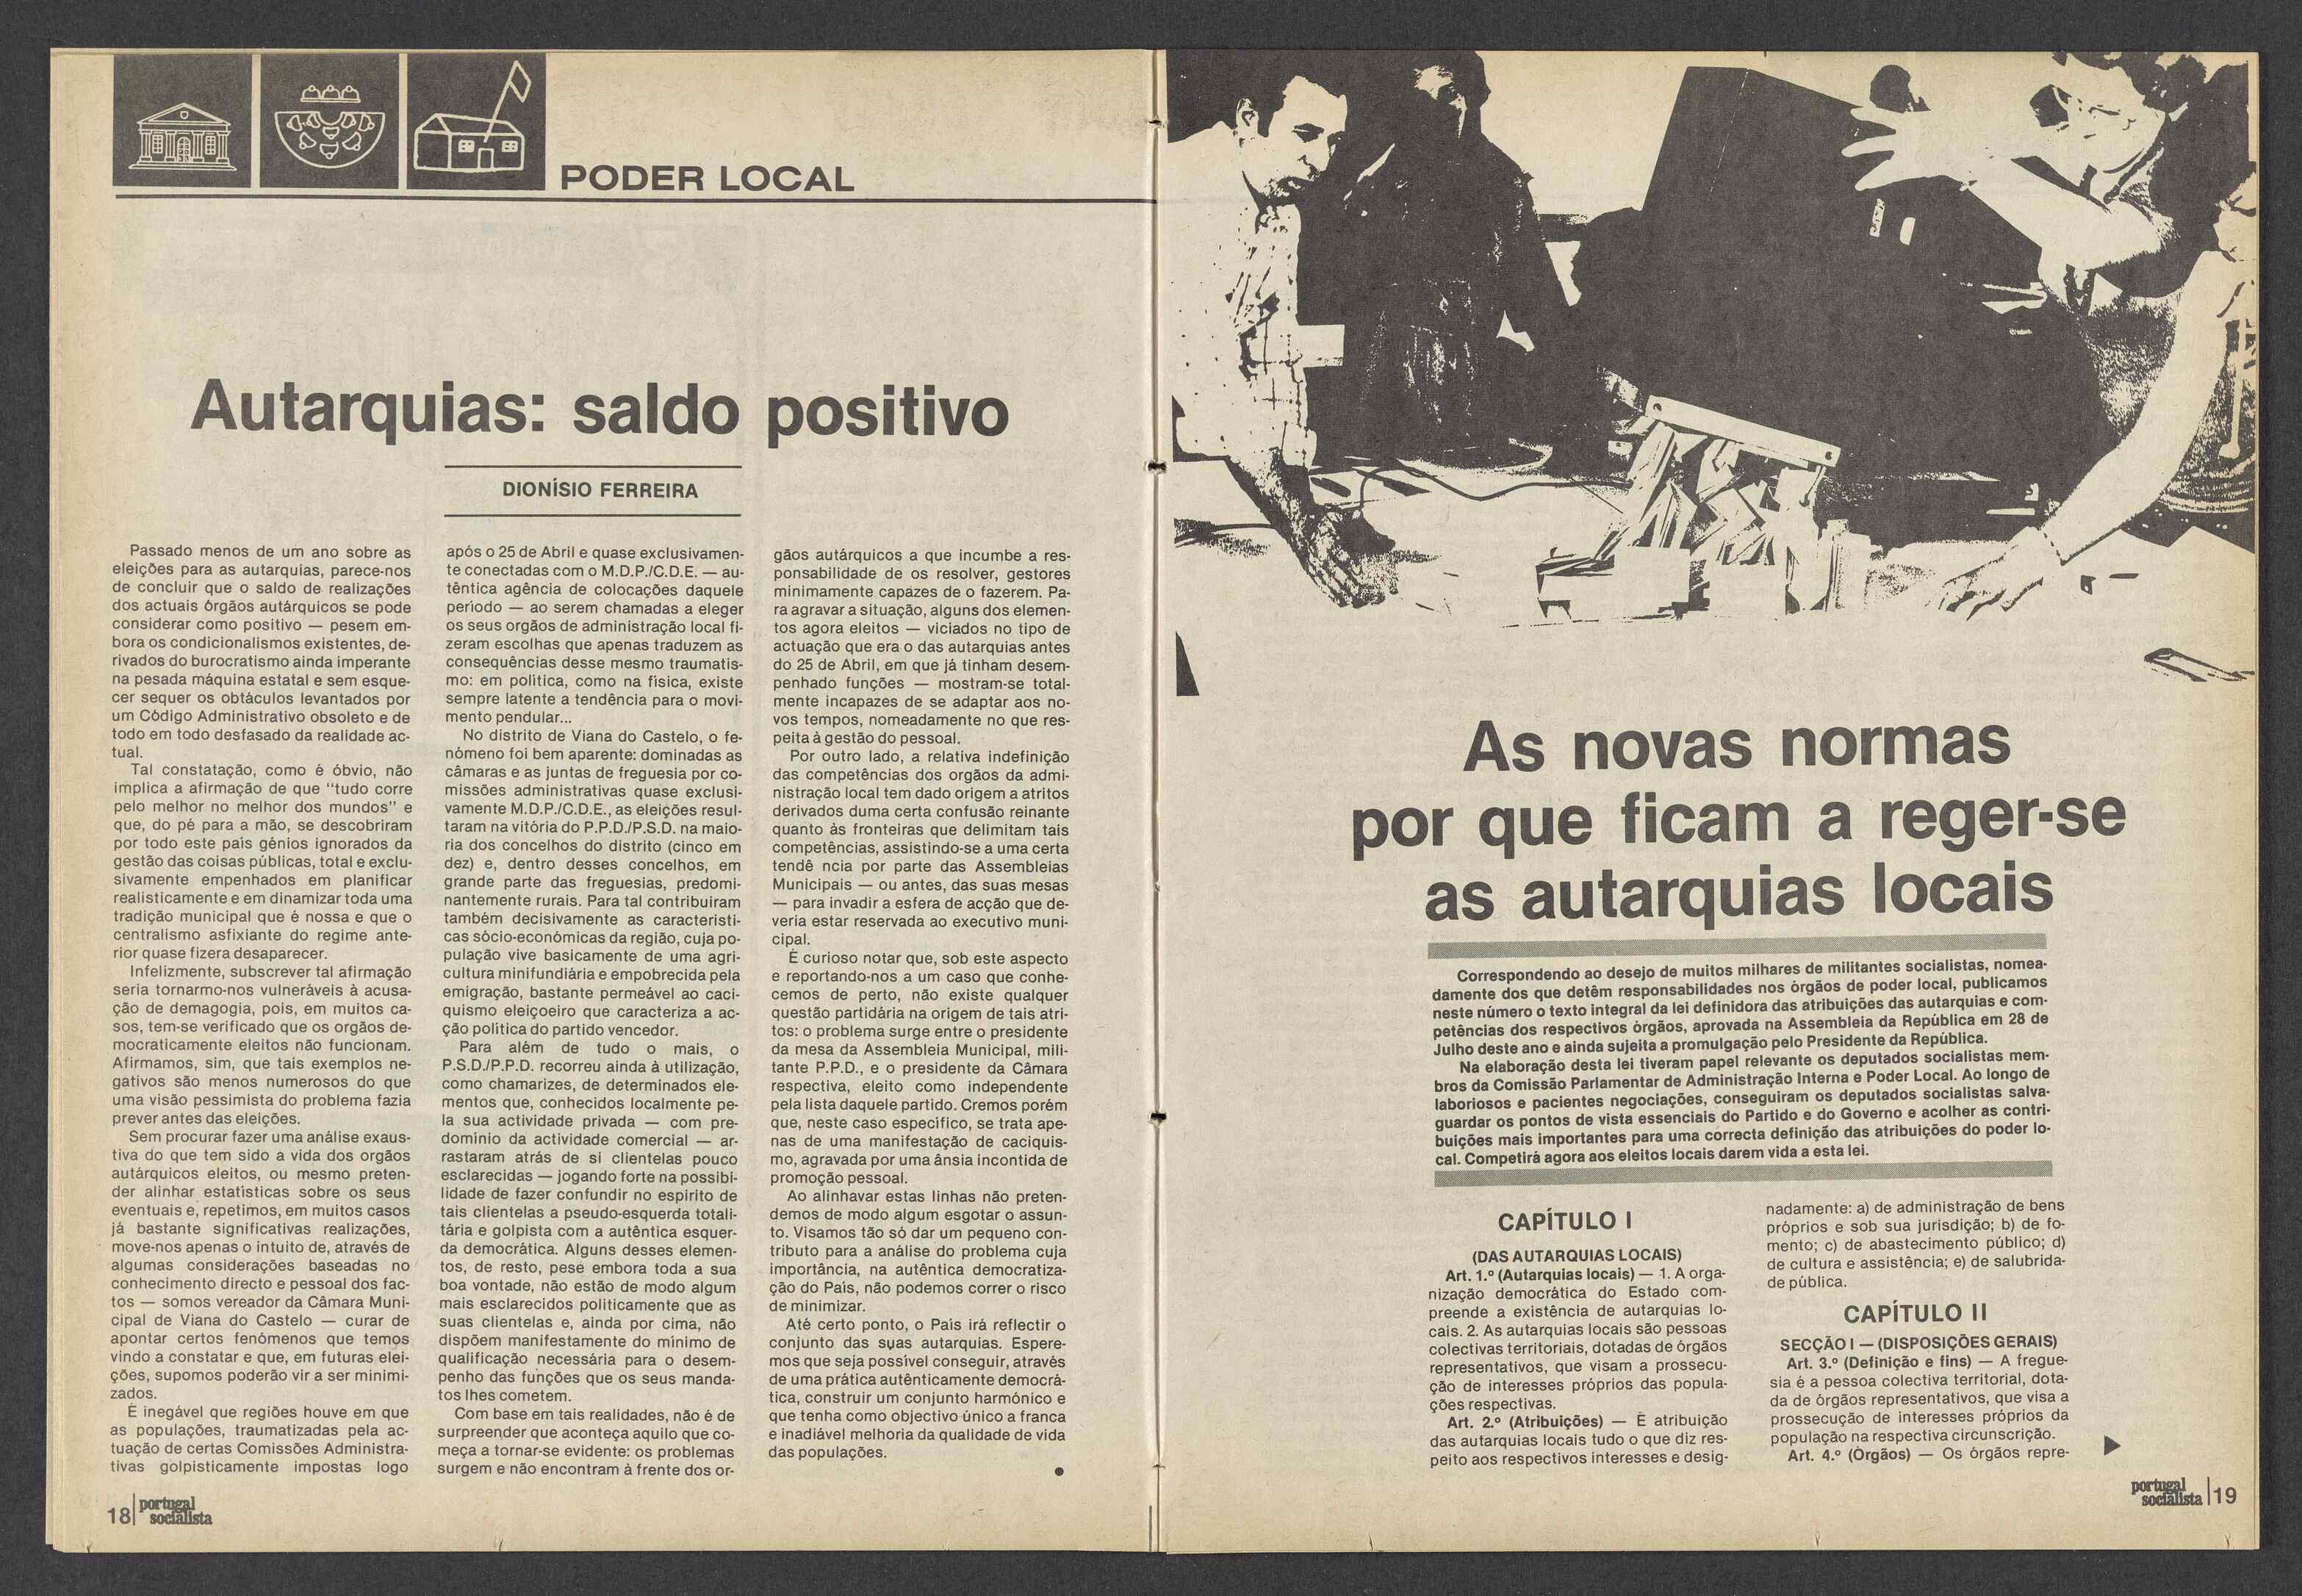 PODER LOCAL
Autarquias: saldo positivo
DIONÍSIO FERREIRA
Passado menos de um ano sobre as
eleições para as autarquias, parece-nos
de concluir que o saldo de realizações
dos actuais órgãos autárquicos se pode
considerar como positivo — pesem em-
bora os condicionalismos existentes, de-
rivados do burocratismo ainda imperante
na pesada máquina estatal e sem esque-
cer sequer os obtáculos levantados por
um Código Administrativo obsoleto e de
todo em todo desfasado da realidade ac-
tual.
Tal constatação, como é óbvio, não
implica a afirmação de que "tudo corre
pelo melhor no melhor dos mundos" e
que, do pé para a mão, se descobriram
por todo este país génios ignorados da
gestão das coisas públicas, total e exclu-
sivamente empenhados em planificar
realisticamente e em dinamizar toda uma
tradição municipal que é nossa e que o
centralismo asfixiante do regime ante-
rior quase fizera desaparecer.
Infelizmente, subscrever tal afirmação
seria tornarmo-nos vulneráveis à acusa-
ção de demagogia, pois, em muitos ca-
sos, tem-se verificado que os orgãos de-
mocraticamente eleitos não funcionam.
Afirmamos, sim, que tais exemplos ne-
gativos são menos numerosos do que
uma visão pessimista do problema fazia
prever antes das eleições.
Sem procurar fazer uma análise exaus-
tiva do que tem sido a vida dos orgãos
autárquicos eleitos, ou mesmo preten-
der alinhar estatísticas sobre os seus
eventuais e, repetimos, em muitos casos
já bastante significativas realizações,
move-nos apenas o intuito de, através de
algumas considerações baseadas no
conhecimento directo e pessoal dos fac-
tos — somos vereador da Câmara Muni-
cipal de Viana do Castelo — curar de
apontar certos fenómenos que temos
vindo a constatar e que, em futuras elei-
ções, supomos poderão vir a ser minimi-
zados.
É inegável que regiões houve em que
as populações, traumatizadas pela ac-
tuação de certas Comissões Administra-
tivas golpisticamente impostas logo
após o 25 de Abril e quase exclusivamen-
te conectadas com o M.D.P./C.D.E. — au-
têntica agência de colocações daquele
período — ao serem chamadas a eleger
os seus orgãos de administração local fi-
zeram escolhas que apenas traduzem as
consequências desse mesmo traumatis-
mo: em política, como na física, existe
sempre latente a tendência para o movi-
mento pendular...
No distrito de Viana do Castelo, o fe-
nómeno foi bem aparente: dominadas as
câmaras e as juntas de freguesia por co-
missões administrativas quase exclusi-
vamente M.D.P./C.D.E., as eleições resul-
taram na vitória do P.P.D./P.S.D. na maio-
ria dos concelhos do distrito (cinco em
dez) e, dentro desses concelhos, em
grande parte das freguesias, predomi-
nantemente rurais. Para tal contribuiram
também decisivamente as característi-
cas sócio-económicas da região, cuja po-
pulação vive basicamente de uma agri-
cultura minifundiária e empobrecida pela
emigração, bastante permeável ao caci-
quismo eleiçoeiro que caracteriza a ac-
ção política do partido vencedor.
Para além de tudo o mais, o
P.S.D./P.P.D. recorreu ainda à utilização,
como chamarizes, de determinados ele-
mentos que, conhecidos localmente pe-
la sua actividade privada — com pre-
domínio da actividade comercial — ar-
rastaram atrás de si clientelas pouco
esclarecidas — jogando forte na possibi-
lidade de fazer confundir no espirito de
tais clientelas a pseudo-esquerda totali-
tária e golpista com a autêntica esquer-
da democrática. Alguns desses elemen-
tos, de resto, pese embora toda a sua
boa vontade, não estão de modo algum
mais esclarecidos politicamente que as
suas clientelas e, ainda por cima, não
dispõem manifestamente do mínimo de
qualificação necessária para o desem-
penho das funções que os seus manda-
tos lhes cometem.
Com base em tais realidades, não é de
surpreender que aconteça aquilo que co-
meça a tornar-se evidente: os problemas
surgem e não encontram à frente dos or-
gãos autárquicos a que incumbe a res-
ponsabilidade de os resolver, gestores
mínimamente capazes de o fazerem. Pa-
ra agravar a situação, alguns dos elemen-
tos agora eleitos — viciados no tipo de
actuação que era o das autarquias antes
do 25 de Abril, em que já tinham desem-
penhado funções — mostram-se total-
mente incapazes de se adaptar aos no-
vos tempos, nomeadamente no que res-
peita à gestão do pessoal.
Por outro lado, a relativa indefinição
das competências dos orgãos da admi-
nistração local tem dado origem a atritos
derivados duma certa confusão reinante
quanto às fronteiras que delimitam tais
competências, assistindo-se a uma certa
tendê ncia por parte das Assembleias
Municipais — ou antes, das suas mesas
— para invadir a esfera de acção que de-
veria estar reservada ao executivo muni-
cipal.
É curioso notar que, sob este aspecto
e reportando-nos a um caso que conhe-
cemos de perto, não existe qualquer
questão partidária na origem de tais atri-
tos: o problema surge entre o presidente
da mesa da Assembleia Municipal, mili-
tante P.P.D., e o presidente da Câmara
respectiva, eleito como independente
pela lista daquele partido. Cremos porém
que, neste caso específico, se trata ape-
nas de uma manifestação de caciquis-
mo, agravada por uma ânsia incontida de
promoção pessoal.
Ao alinhavar estas linhas não preten-
demos de modo algum esgotar o assun-
to. Visamos tão só dar um pequeno con-
tributo para a análise do problema cuja
importância, na autêntica democratiza-
ção do País, não podemos correr o risco
de minimizar.
Até certo ponto, o País irá reflectir o
conjunto das suas autarquias. Espere-
mos que seja possível conseguir, através
de uma prática autênticamente democrá-
tica, construir um conjunto harmónico e
que tenha como objectivo único a franca
e inadiável melhoria da qualidade de vida
das populações.
18 portugal
socialista
As novas normas
por que ficam a reger-se
as autarquias locais
Correspondendo ao desejo de muitos milhares de militantes socialistas, nomea-
damente dos que detêm responsabilidades nos órgãos de poder local, publicamos
neste número o texto integral da lei definidora das atribuições das autarquias e com-
petências dos respectivos órgãos, aprovada na Assembleia da República em 28 de
Julho deste ano e ainda sujeita a promulgação pelo Presidente da República.
Na elaboração desta lei tiveram papel relevante os deputados socialistas mem-
bros da Comissão Parlamentar de Administração Interna e Poder Local. Ao longo de
laboriosos e pacientes negociações, conseguiram os deputados socialistas salva-
guardar os pontos de vista essenciais do Partido e do Governo e acolher as contri-
buições mais importantes para uma correcta definição das atribuições do poder lo-
cal. Competirá agora aos eleitos locais darem vida a esta lei.
CAPÍTULO I
(DAS AUTARQUIAS LOCAIS)
Art. 1.º (Autarquias locais) — 1. A orga-
nização democrática do Estado com-
preende a existência de autarquias lo-
cais. 2. As autarquias locais são pessoas
colectivas territoriais, dotadas de órgãos
representativos, que visam a prossecu-
ção de interesses próprios das popula-
ções respectivas.
Art. 2.º (Atribuições) — É atribuição
das autarquias locais tudo o que diz res-
peito aos respectivos interesses e desig-
nadamente: a) de administração de bens
próprios e sob sua jurisdição; b) de fo-
mento; c) de abastecimento público; d)
de cultura e assistência; e) de salubrida-
de pública.
CAPÍTULO II
SECÇÃO I — (DISPOSIÇÕES GERAIS)
Art. 3.º (Definição e fins) — A fregue-
sia é a pessoa colectiva territorial, dota-
da de órgãos representativos, que visa a
prossecução de interesses próprios da
população na respectiva circunscrição.
Art. 4.º (Órgãos) — Os órgãos repre-
portugal
socialista 19